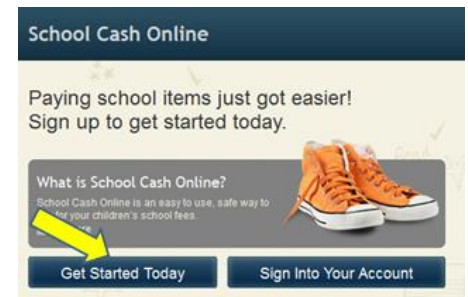 School Cash Online
Paying school items just got easier!
Sign up to get started today.
What is School Cash Online?
School Cash Online is an easy to use, safe way to
for your children's school fees.
Get Started Today
Sign Into Your Account